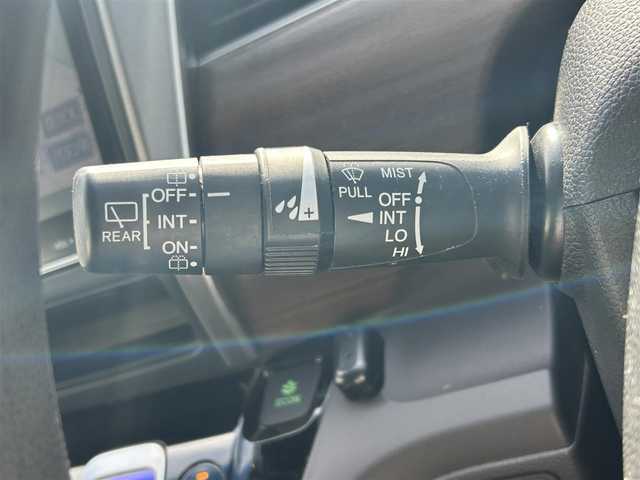 REAR
OFF
INT
ON
+
PULL
MIST
OFF
INT
LO
HI
ECON